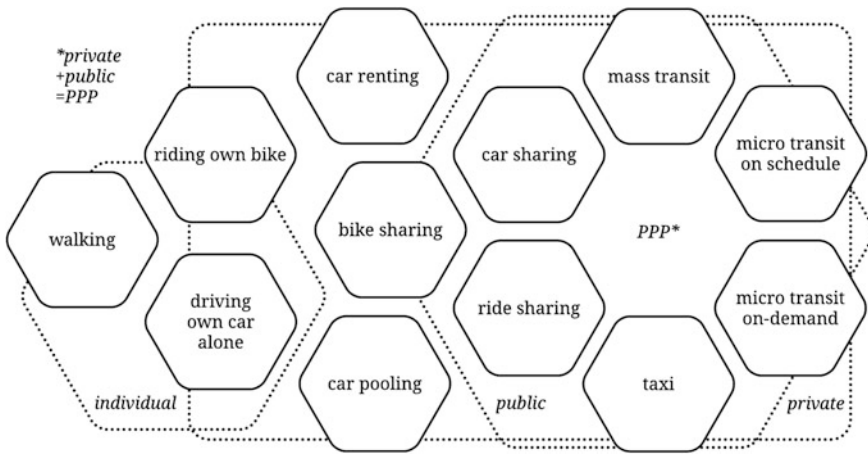 *private
+public
=PPP
car renting
mass transit
riding own bike
car sharing
micro transit
on schedule
walking
bike sharing
PPP*
driving
own car
alone
ride sharing
micro transit
on-demand
car pooling
taxi
individual
public
private